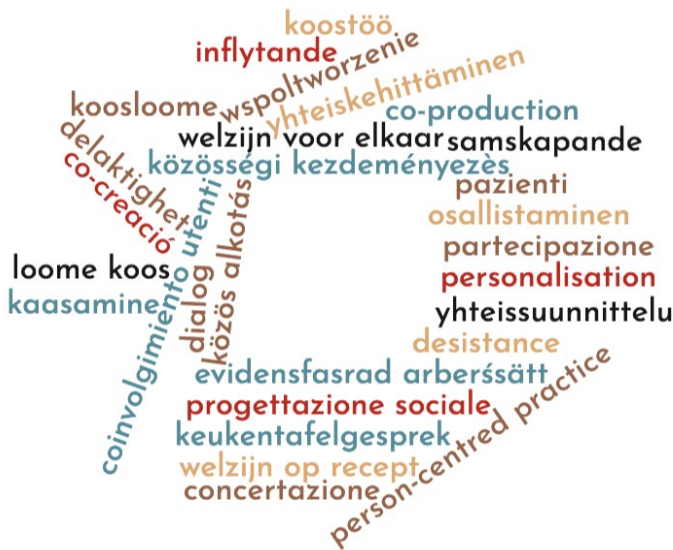 koostöö
inflytande
wspoltworzenie
yhteiskehittäminen
koosloome
co-production
delaktighet
welzijn voor elkaar
samskapande
co-creació
közösségi kezdeményezès
pazienti
osallistaminen
partecipazione
loome koos
personalisation
kaasamine
coinvolgimiento utenti
dialog
közös alkotás
yhteissuunnittelu
desistance
evidensfasrad arberśsätt
progettazione sociale
person-centred practice
keukentafelgesprek
welzijn op recept
concertazione